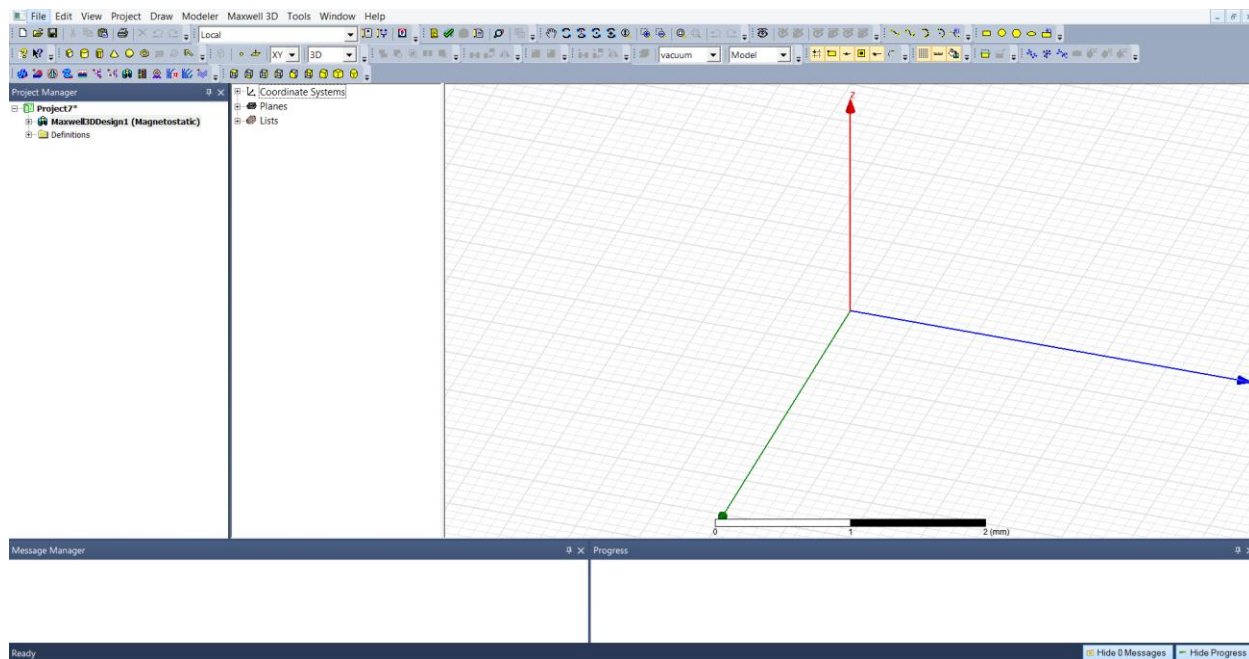 File Edit View Project Draw Modeler Maxwell 3D Tools Window Help
Local
XY 3D vacuum Model
Project Manager
Project7*
Maxwell3DDesign1 (Magnetostatic)
Definitions
Coordinate Systems
Planes
Lists
Z
0 1 2 (mm)
Message Manager
Progress
Ready
Hide 0 Messages Hide Progress